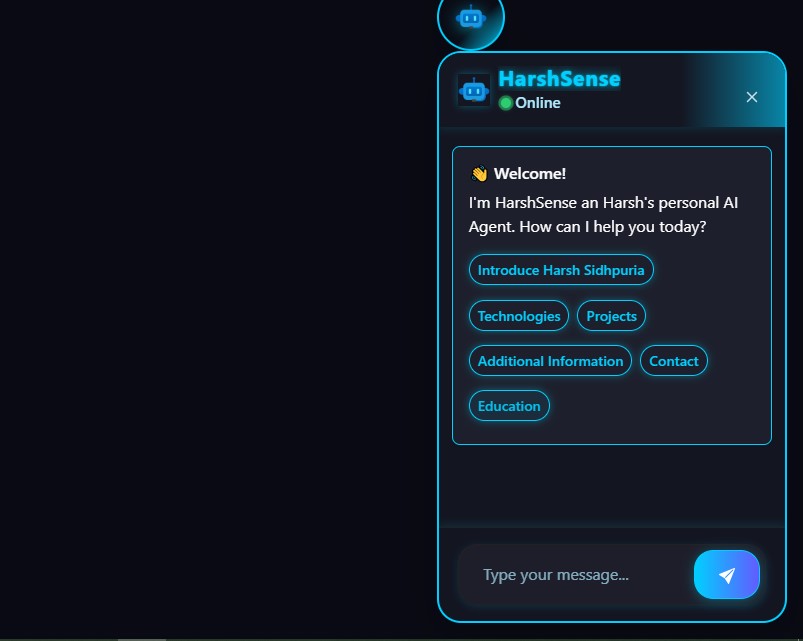 HarshSense
Online
👋 Welcome!
I'm HarshSense an Harsh's personal AI
Agent. How can I help you today?
Introduce Harsh Sidhpuria
Technologies Projects
Additional Information Contact
Education
Type your message...